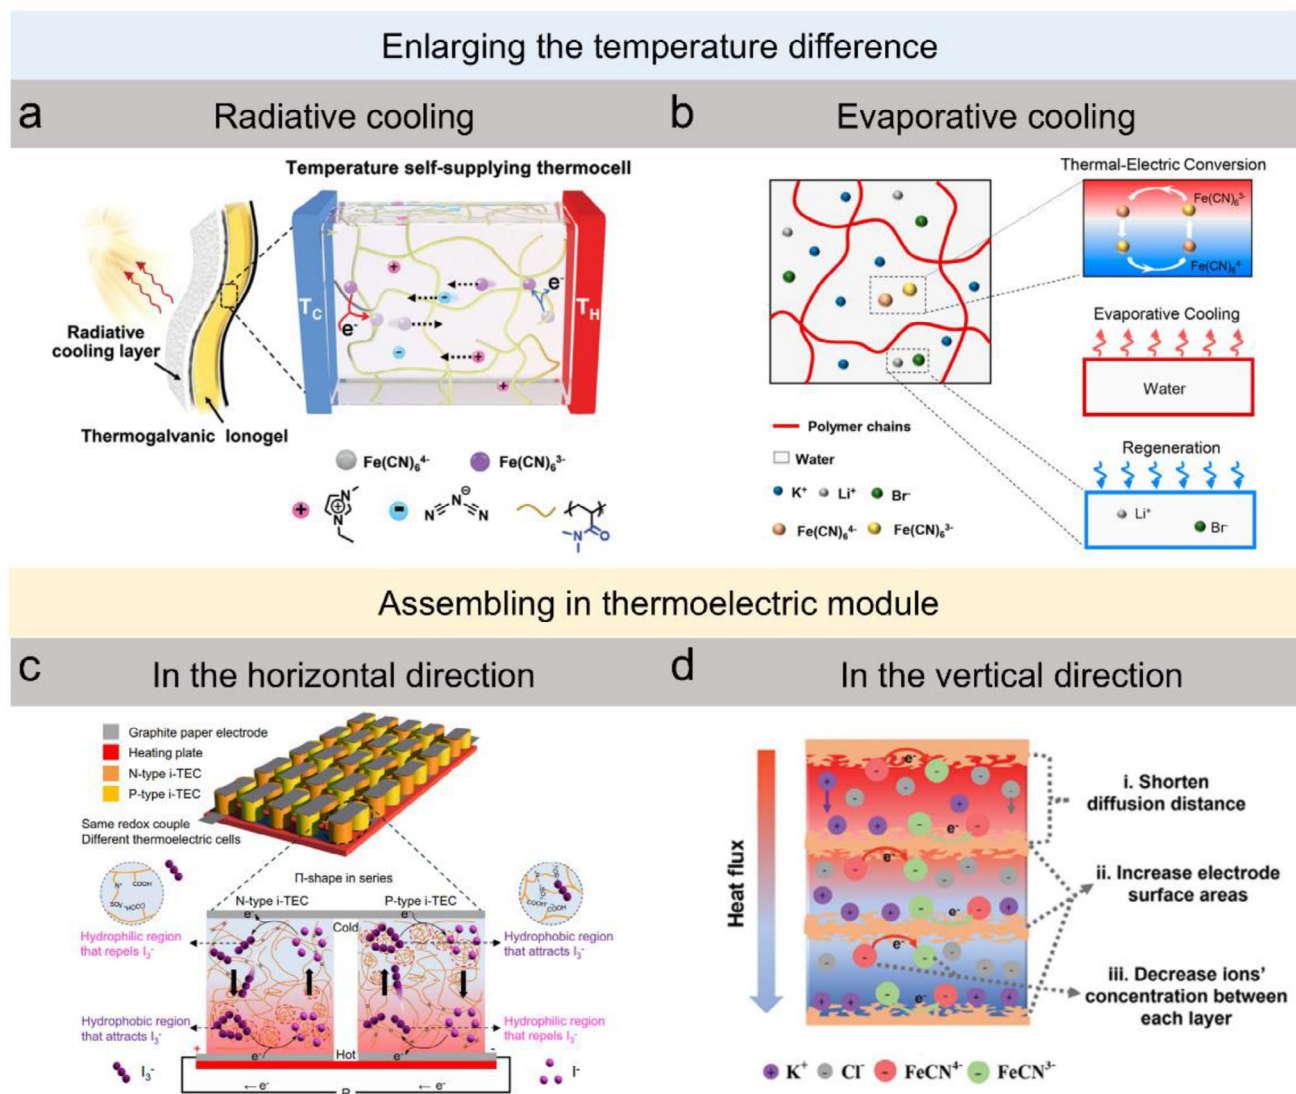 Enlarging the temperature difference
a Radiative cooling
b Evaporative cooling
Temperature self-supplying thermocell
T_C
T_H
e⁻
e⁻
+
-
-
+
+
Radiative
cooling layer
Thermogalvanic Ionogel
Fe(CN)₆⁴⁻ Fe(CN)₆³⁻
+ N N ⊕ - N N⊖ N N O
Thermal-Electric Conversion
Fe(CN)₆³⁻
Fe(CN)₆⁴⁻
Evaporative Cooling
Water
Regeneration
Li⁺
Br⁻
Polymer chains
Water
K⁺ Li⁺ Br⁻
Fe(CN)₆⁴⁻ Fe(CN)₆³⁻
Assembling in thermoelectric module
c In the horizontal direction
d In the vertical direction
Graphite paper electrode
Heating plate
N-type i-TEC
P-type i-TEC
Same redox couple
Different thermoelectric cells
Π-shape in series
N-type i-TEC P-type i-TEC
e⁻ Cold e⁻
Hydrophilic region
that repels I₃⁻
Hydrophobic region
that attracts I₃⁻
Hydrophobic region
that attracts I₃⁻
Hydrophilic region
that repels I₃⁻
+ e⁻ Hot e⁻ -
I₃⁻
I⁻
← e⁻ ← e⁻
Heat flux
e⁻
e⁻
e⁻
e⁻
e⁻
e⁻
i. Shorten
diffusion distance
ii. Increase electrode
surface areas
iii. Decrease ions'
concentration between
each layer
K⁺ Cl⁻ FeCN⁴⁻ FeCN³⁻